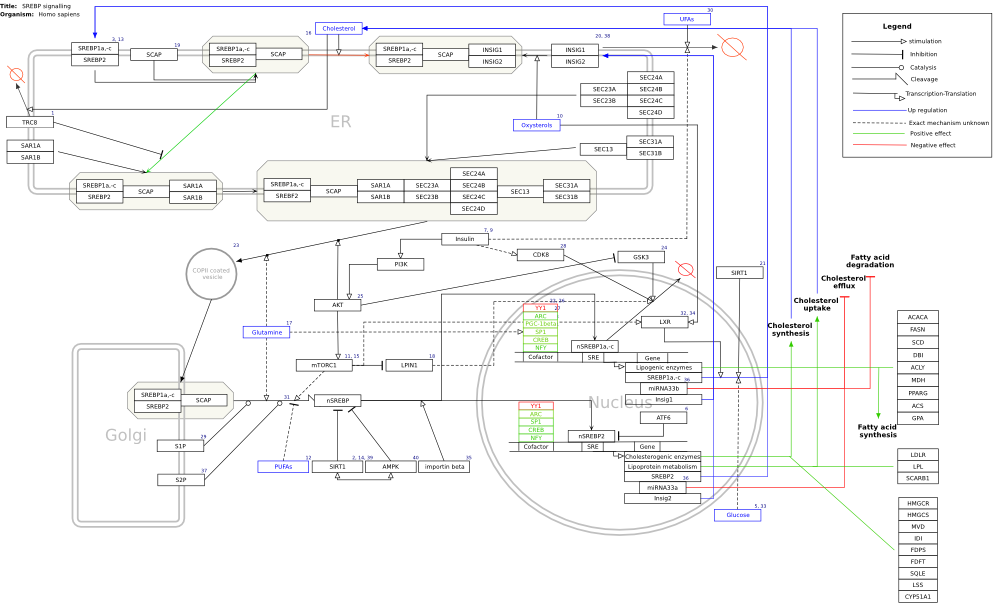 Title: SREBP signalling
Organism: Homo sapiens
SREBP1a,-c
SREBP2
3, 13
SCAP
19
SREBP1a,-c
SREBP2
SCAP
18
Cholesterol
SREBP1a,-c
SREBP2
SCAP
INSIG1
INSIG2
INSIG1
INSIG2
20, 38
UFAs
30
Legend
stimulation
Inhibition
Catalysis
Cleavage
Transcription-Translation
Up regulation
Exact mechanism unknown
Positive effect
Negative effect
TRC8
1
SAR1A
SAR1B
ER
Oxysterols
10
SEC23A
SEC23B
SEC24A
SEC24B
SEC24C
SEC24D
SEC13
SEC31A
SEC31B
SREBP1a,-c
SREBP2
SCAP
SAR1A
SAR1B
SREBP1a,-c
SREBF2
SCAP
SAR1A
SAR1B
SEC23A
SEC23B
SEC24A
SEC24B
SEC24C
SEC24D
SEC13
SEC31A
SEC31B
COPII coated
vesicle
23
Insulin
7, 9
PI3K
CDK8
28
GSK3
24
SIRT1
21
AKT
25
Glutamine
17
mTORC1
11, 15
LPIN1
18
LXR
32, 34
YY1
ARC
PGC-1beta
SP1
CREB
NFY
Cofactor
27
nSREBP1a,-c
SRE
Gene
Lipogenic enzymes
SREBP1a,-c
miRNA33b
36
Insig1
Nucleus
ATF6
6
YY1
ARC
SP1
CREB
NFY
Cofactor
nSREBP2
SRE
Gene
Cholesterogenic enzymes
Lipoprotein metabolism
SREBP2
miRNA33a
36
Insig2
Glucose
5, 33
SREBP1a,-c
SREBP2
SCAP
Golgi
S1P
29
S2P
37
nSREBP
31
PUFAs
12
SIRT1
2, 14, 39
AMPK
40
importin beta
35
Fatty acid
degradation
Cholesterol
efflux
Cholesterol
uptake
Cholesterol
synthesis
Fatty acid
synthesis
ACACA
FASN
SCD
DBI
ACLY
MDH
PPARG
ACS
GPA
LDLR
LPL
SCARB1
HMGCR
HMGCS
MVD
IDI
FDPS
FDFT
SQLE
LSS
CYP51A1